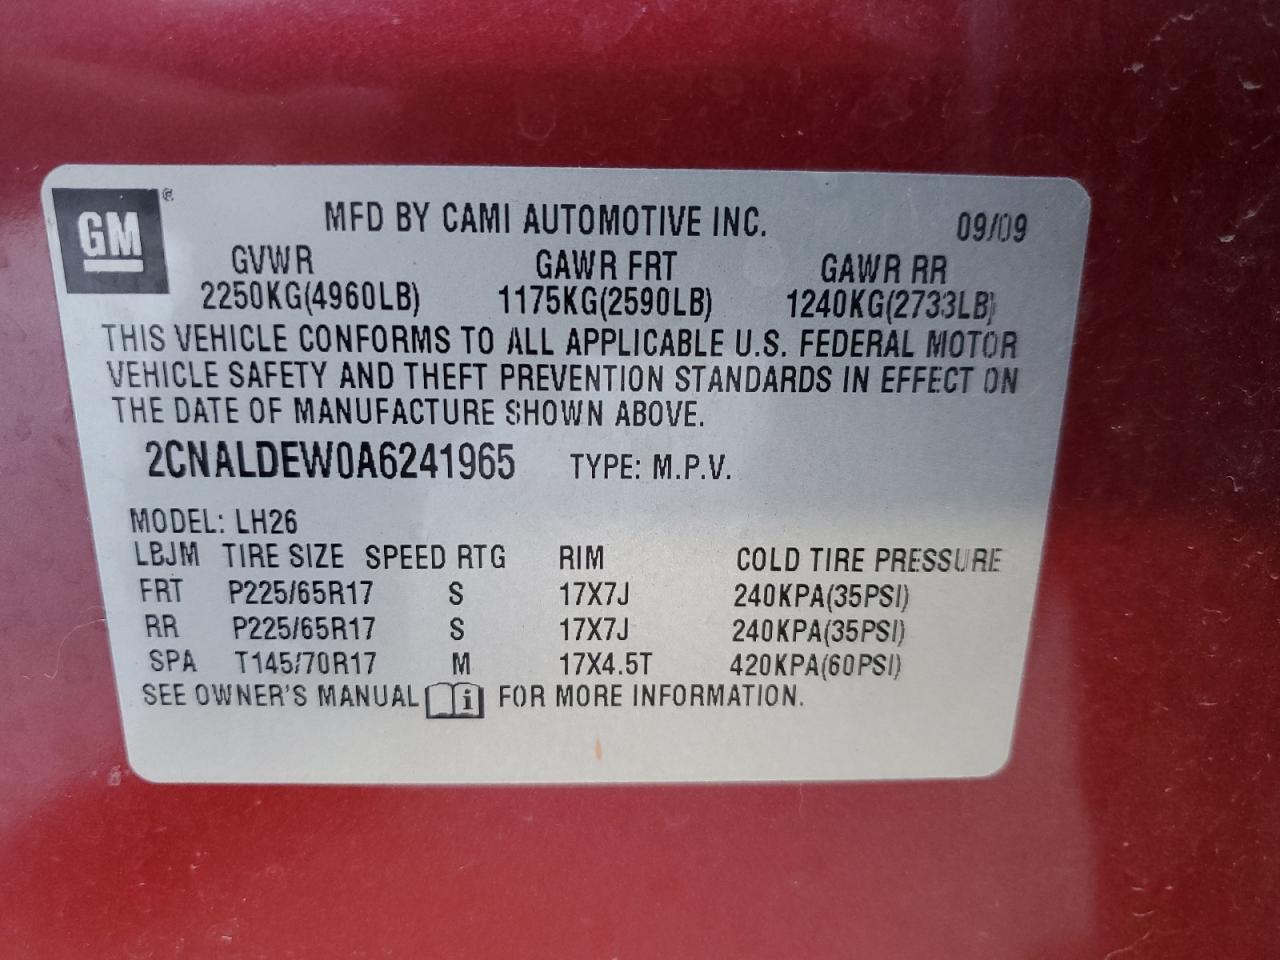 GM ®
MFD BY CAMI AUTOMOTIVE INC. 09/09
GVWR GAWR FRT GAWR RR
2250KG(4960LB) 1175KG(2590LB) 1240KG(2733LB)
THIS VEHICLE CONFORMS TO ALL APPLICABLE U.S. FEDERAL MOTOR
VEHICLE SAFETY AND THEFT PREVENTION STANDARDS IN EFFECT ON
THE DATE OF MANUFACTURE SHOWN ABOVE.
2CNALDEW0A6241965 TYPE: M.P.V.
MODEL: LH26
LBJM TIRE SIZE SPEED RTG RIM COLD TIRE PRESSURE
FRT P225/65R17 S 17X7J 240KPA(35PSI)
RR P225/65R17 S 17X7J 240KPA(35PSI)
SPA T145/70R17 M 17X4.5T 420KPA(60PSI)
SEE OWNER'S MANUAL i FOR MORE INFORMATION.